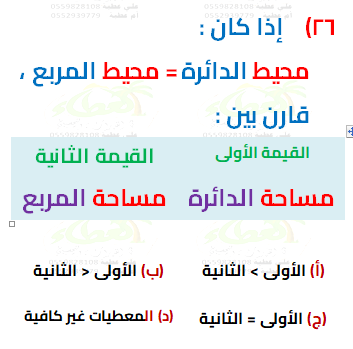 ٢٦) إذا كان :
محيط الدائرة = محيط المربع ،
قارن بين :
القيمة الأولى القيمة الثانية
مساحة الدائرة مساحة المربع
(أ) الأولى > الثانية (ب) الأولى < الثانية
(ج) الأولى = الثانية (د) المعطيات غير كافية